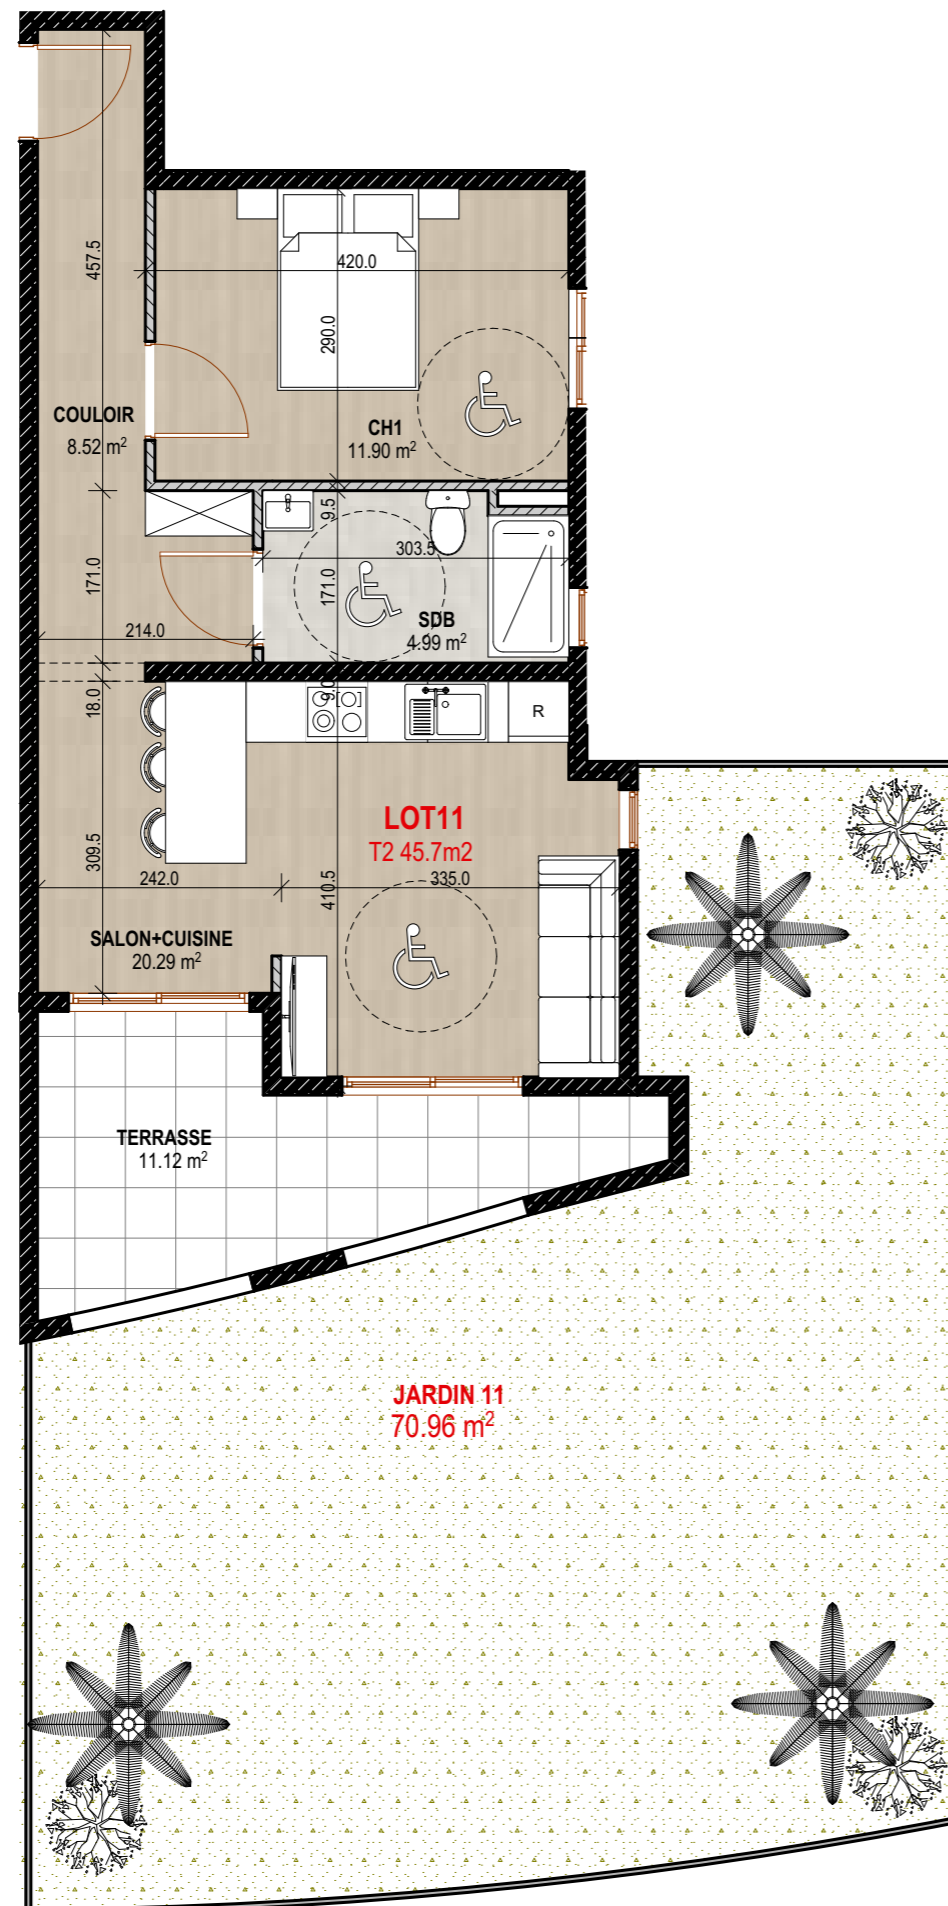 457.5
420.0
290.0
COULOIR
8.52 m²
CH1
11.90 m²
9.5
303.5
171.0
171.0
SDB
4.99 m²
214.0
18.0
9.0
R
LOT11
T2 45.7m2
309.5
242.0
410.5
335.0
SALON+CUISINE
20.29 m²
TERRASSE
11.12 m²
JARDIN 11
70.96 m²